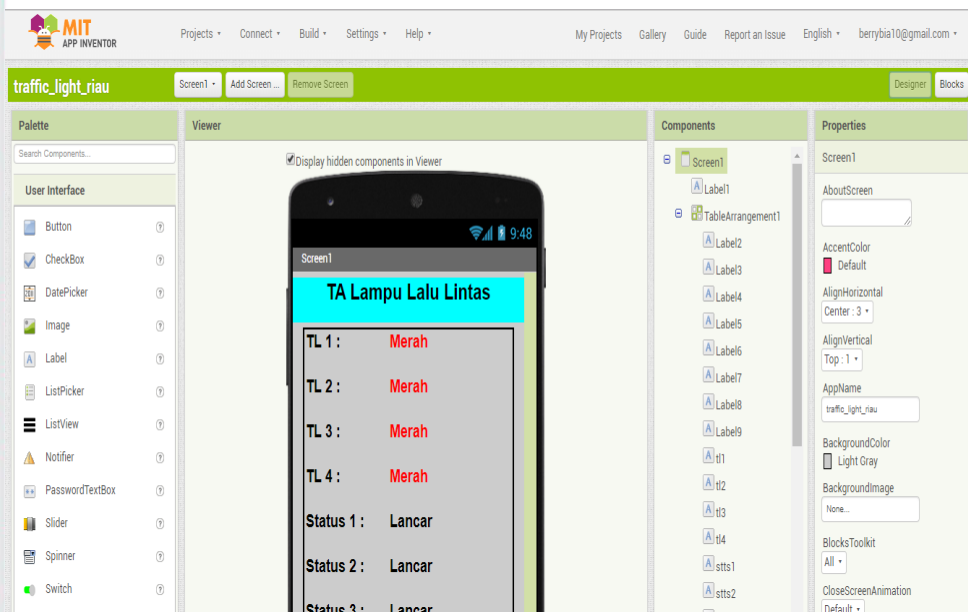 MIT
APP INVENTOR
Projects Connect Build Settings Help My Projects Gallery Guide Report an Issue English berrybia10@gmail.com
traffic_light_riau Screen1 Add Screen ... Remove Screen Designer Blocks
Palette
Search Components...
User Interface
Button
CheckBox
DatePicker
Image
Label
ListPicker
ListView
Notifier
PasswordTextBox
Slider
Spinner
Switch
Viewer
Display hidden components in Viewer
9:48
Screen1
TA Lampu Lalu Lintas
TL 1 : Merah
TL 2 : Merah
TL 3 : Merah
TL 4 : Merah
Status 1 : Lancar
Status 2 : Lancar
Status 3 : Lancar
Components
Screen1
Label1
TableArrangement1
Label2
Label3
Label4
Label5
Label6
Label7
Label8
Label9
tl1
tl2
tl3
tl4
stts1
stts2
Properties
Screen1
AboutScreen
AccentColor
Default
AlignHorizontal
Center : 3
AlignVertical
Top : 1
AppName
traffic_light_riau
BackgroundColor
Light Gray
BackgroundImage
None...
BlocksToolkit
All
CloseScreenAnimation
Default